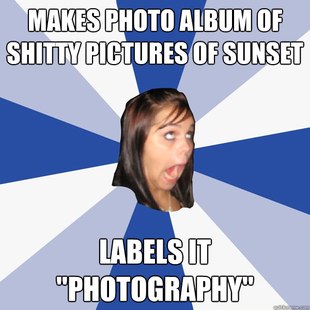 MAKES PHOTO ALBUM OF
SHITTY PICTURES OF SUNSET
LABELS IT
"PHOTOGRAPHY"